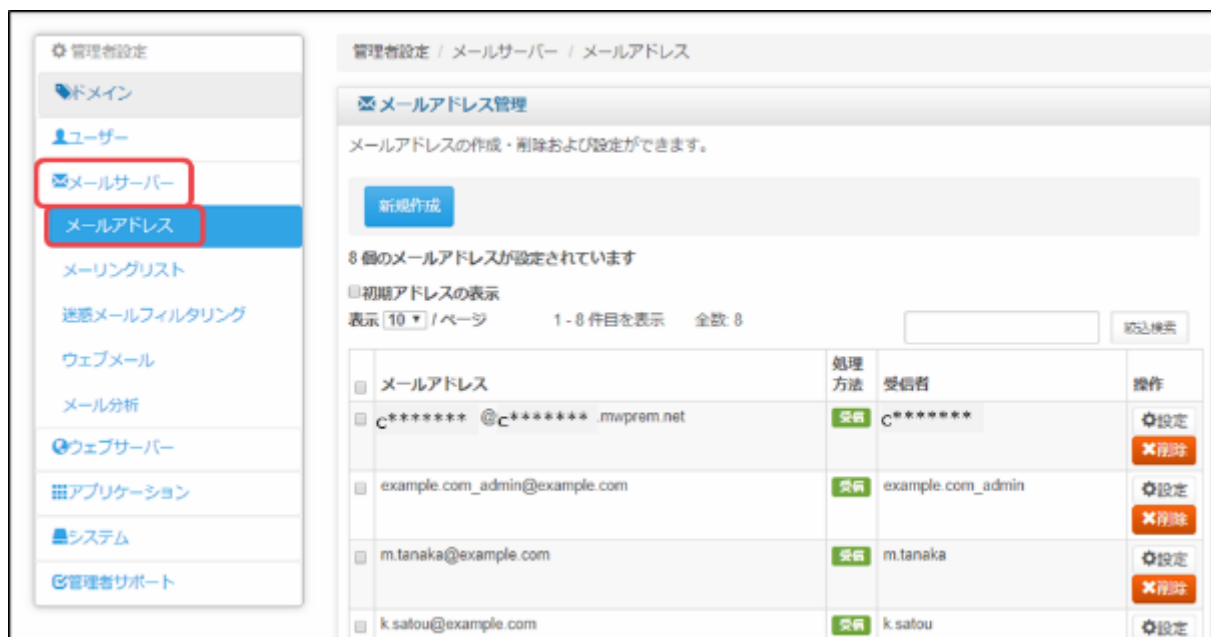 管理者設定
ドメイン
ユーザー
メールサーバー
メールアドレス
メーリングリスト
迷惑メールフィルタリング
ウェブメール
メール分析
ウェブサーバー
アプリケーション
システム
管理者サポート
管理者設定 / メールサーバー / メールアドレス
メールアドレス管理
メールアドレスの作成・削除および設定ができます。
新規作成
8 個のメールアドレスが設定されています
初期アドレスの表示
表示 10 ▼ / ページ 1 - 8 件目を表示 全数: 8 絞込検索
メールアドレス 処理方法 受信者 操作
c******* @c******* .mwprem.net 受信 c******* 設定
削除
example.com_admin@example.com 受信 example.com_admin 設定
削除
m.tanaka@example.com 受信 m.tanaka 設定
削除
k.satou@example.com 受信 k.satou 設定